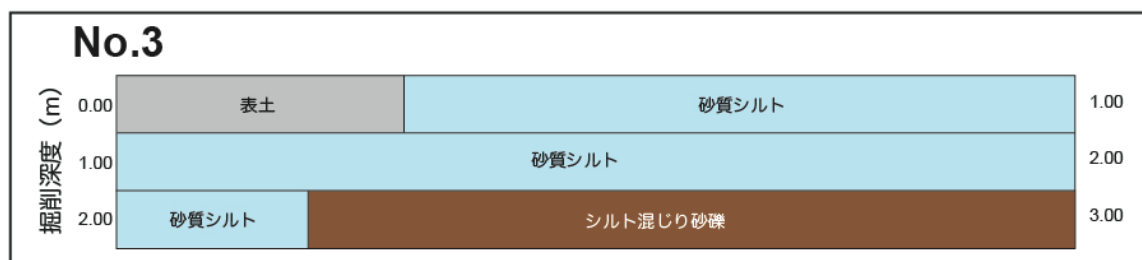 No.3
掘削深度（m）
0.00 表土 砂質シルト 1.00
1.00 砂質シルト 2.00
2.00 砂質シルト シルト混じり砂礫 3.00